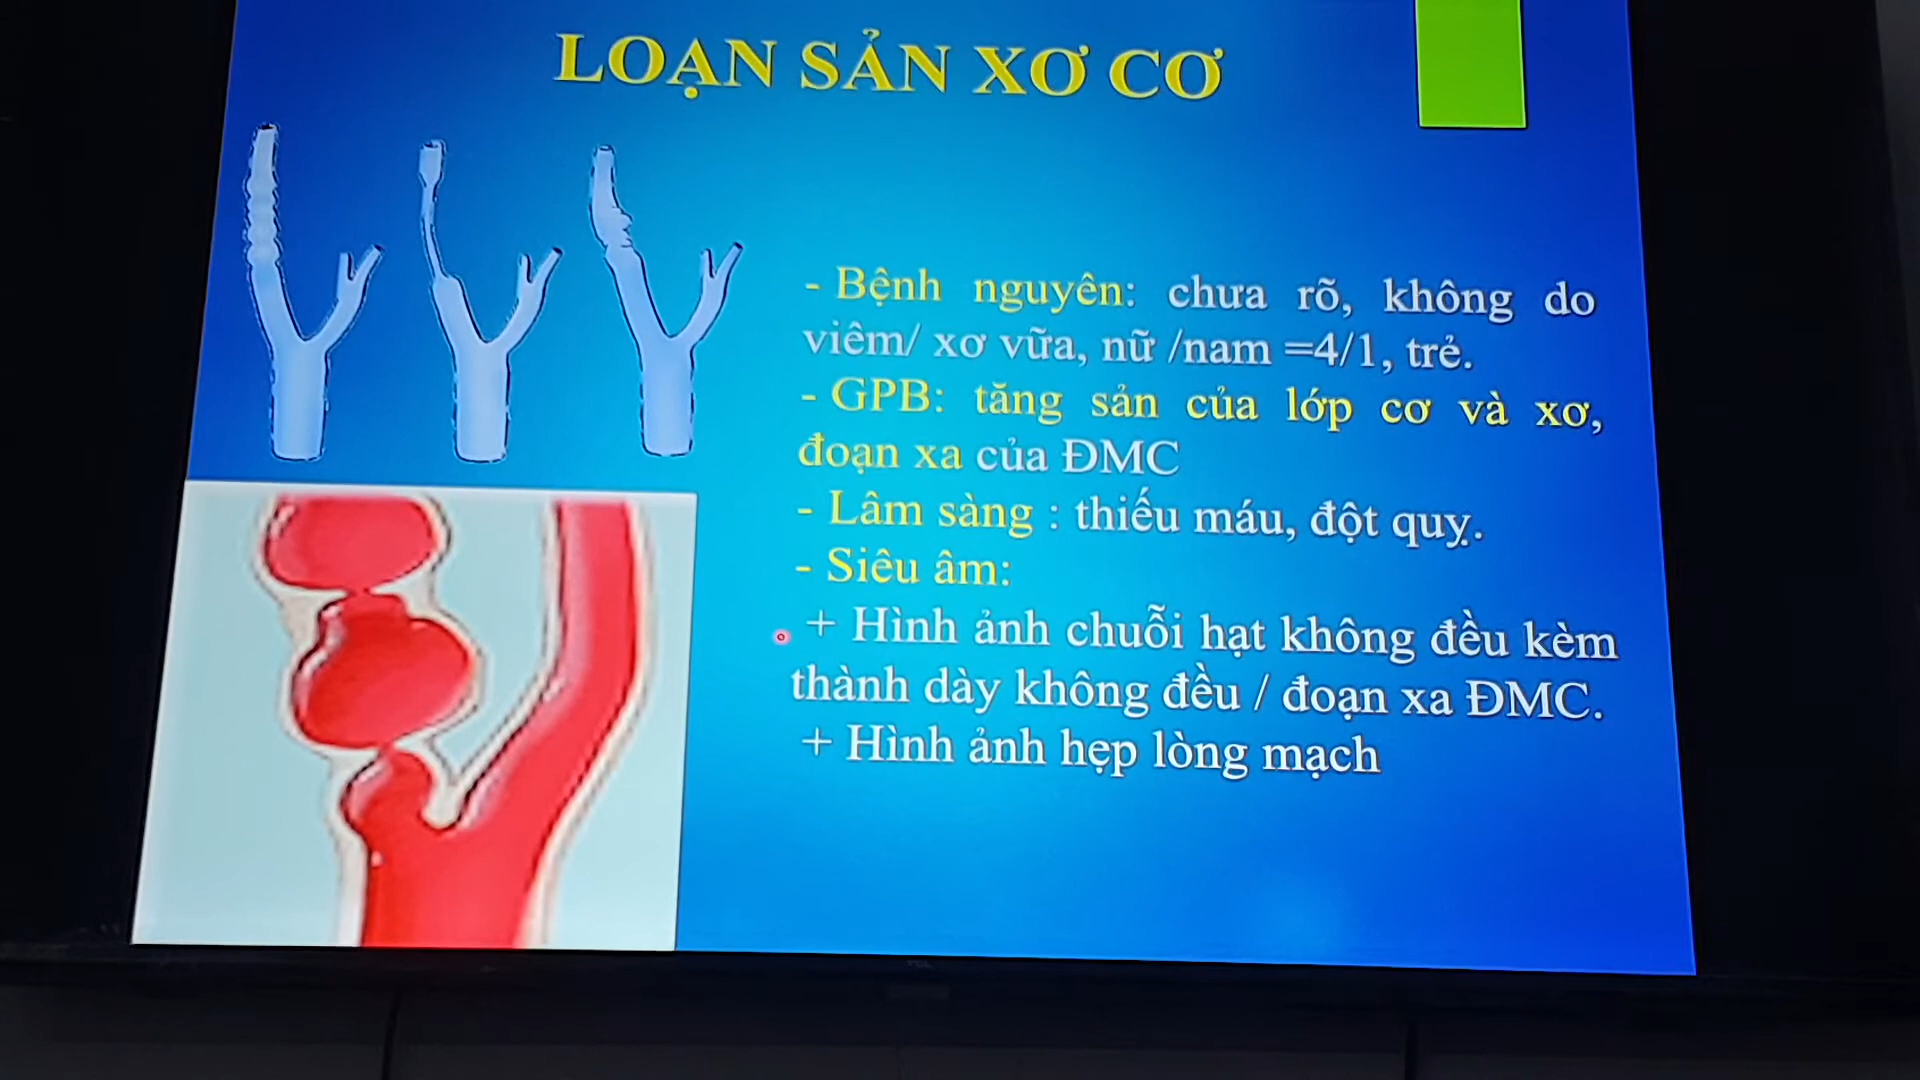 LOẠN SẢN XƠ CƠ
- Bệnh nguyên: chưa rõ, không do
viêm/ xơ vữa, nữ /nam =4/1, trẻ.
- GPB: tăng sản của lớp cơ và xơ,
đoạn xa của ĐMC
- Lâm sàng : thiếu máu, đột quỵ.
- Siêu âm:
+ Hình ảnh chuỗi hạt không đều kèm
thành dày không đều / đoạn xa ĐMC.
+ Hình ảnh hẹp lòng mạch